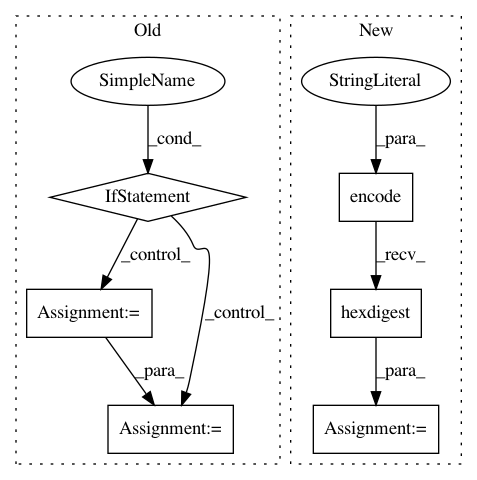 Old
New
SimpleName
StringLiteral
_cond_
_para_
IfStatement
encode
_control_
_control_
_recv_
Assignment:=
hexdigest
_para_
_para_
Assignment:=
Assignment:=